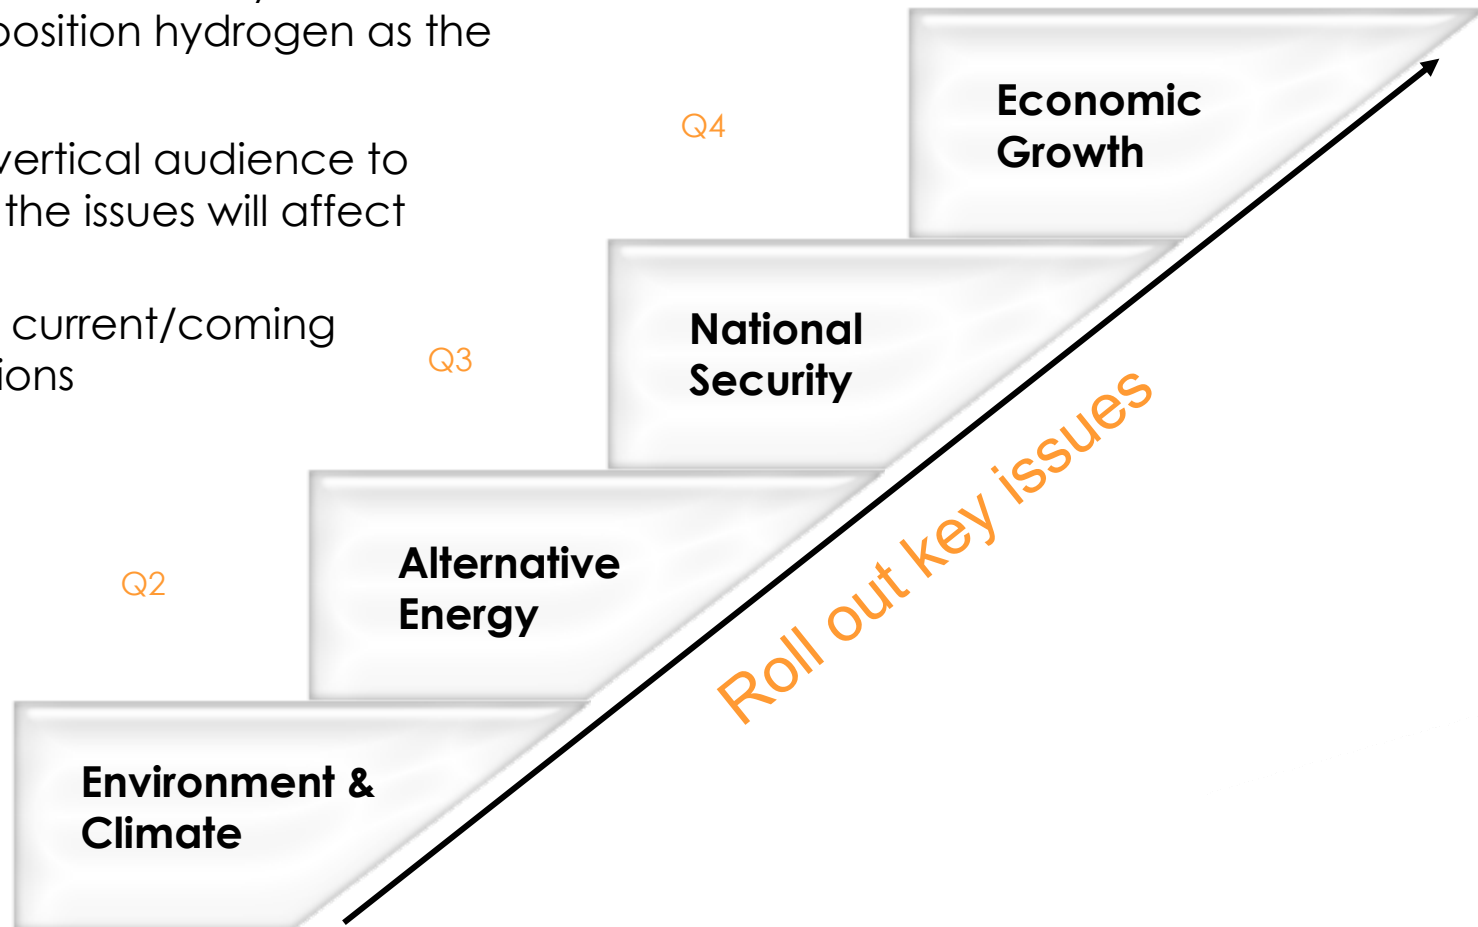 position hydrogen as the
vertical audience to
the issues will affect
current/coming
Q4
Economic
Growth
Q3
National
Security
Q2
Alternative
Energy
Environment &
Climate
Roll out key issues